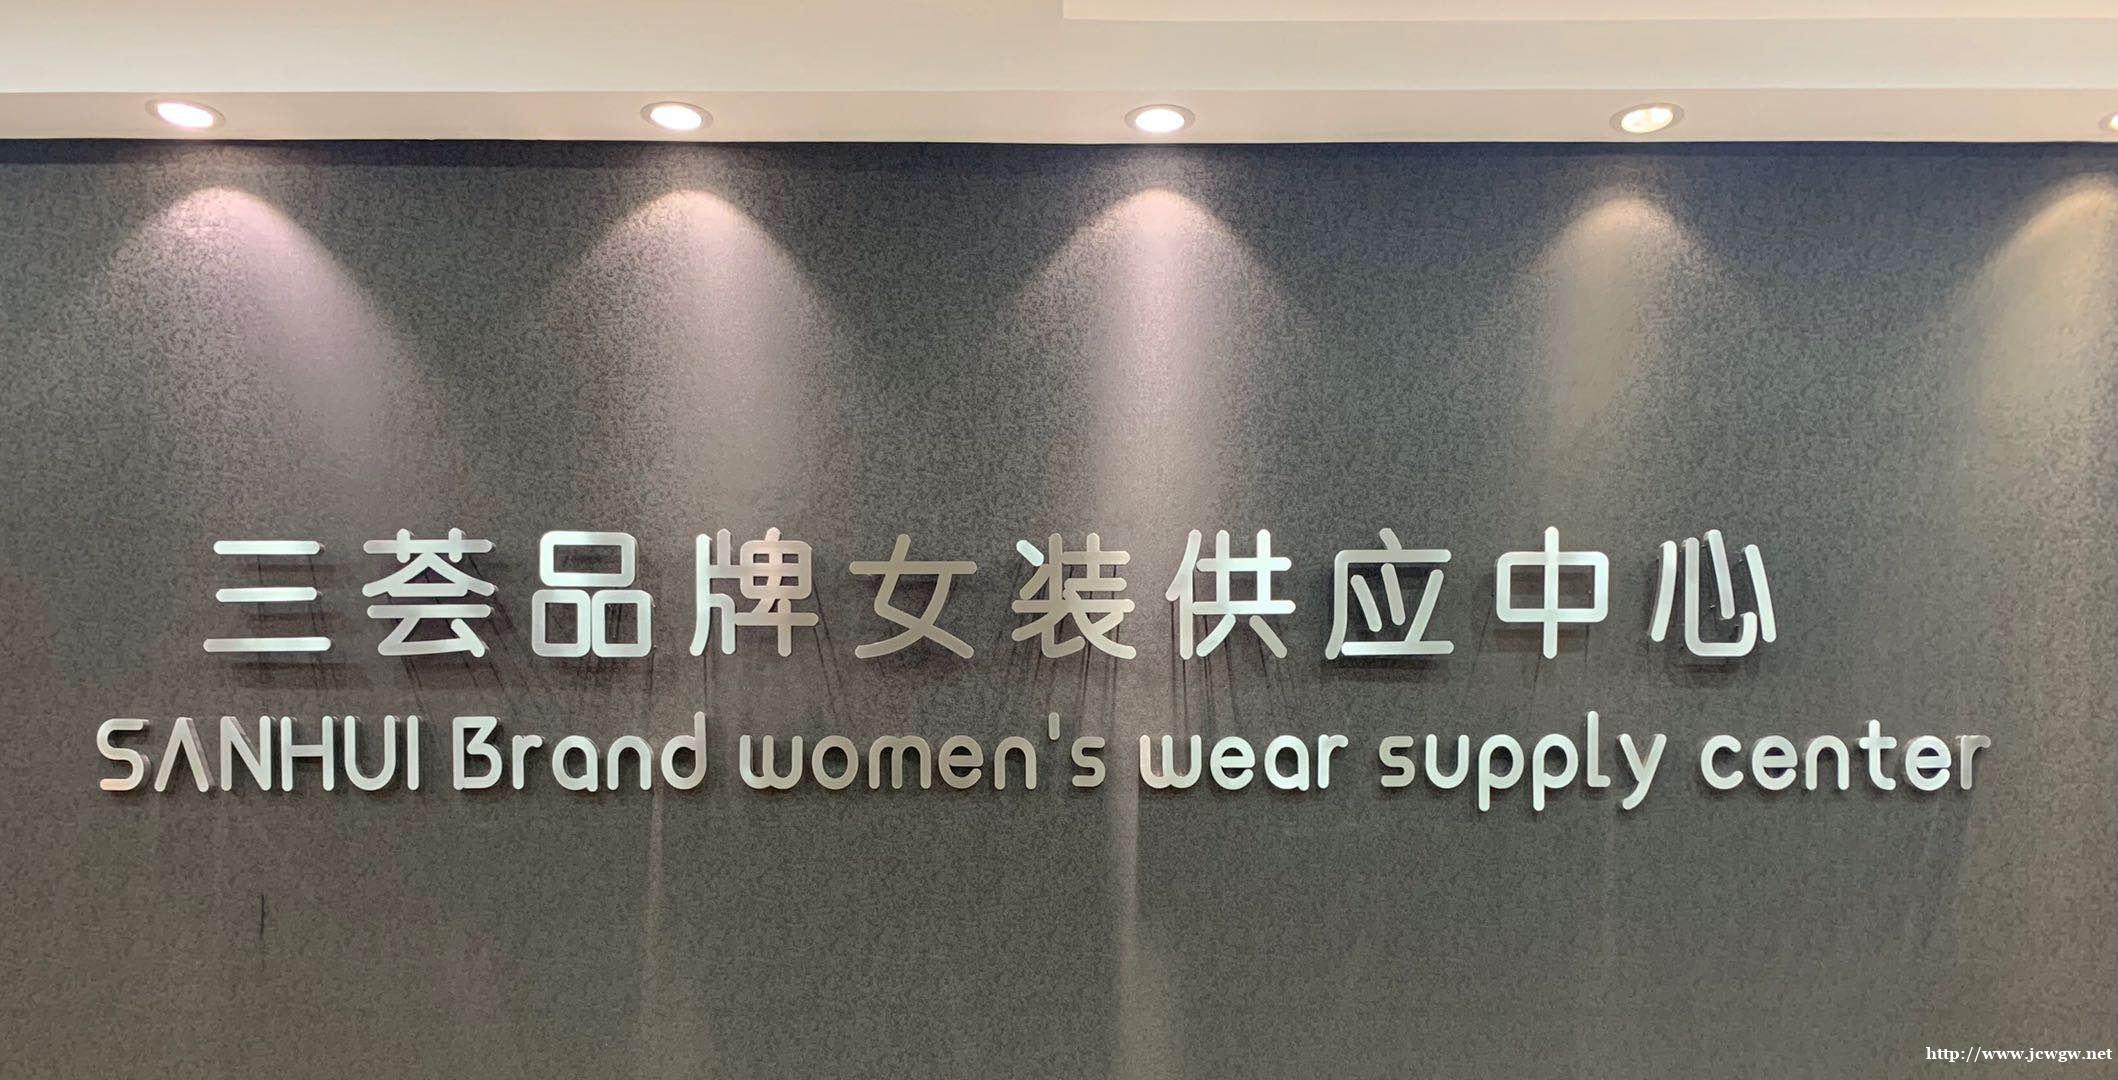 三荟品牌女装供应中心
SANHUI Brand women's wear supply center
http://www.jcwgw.net